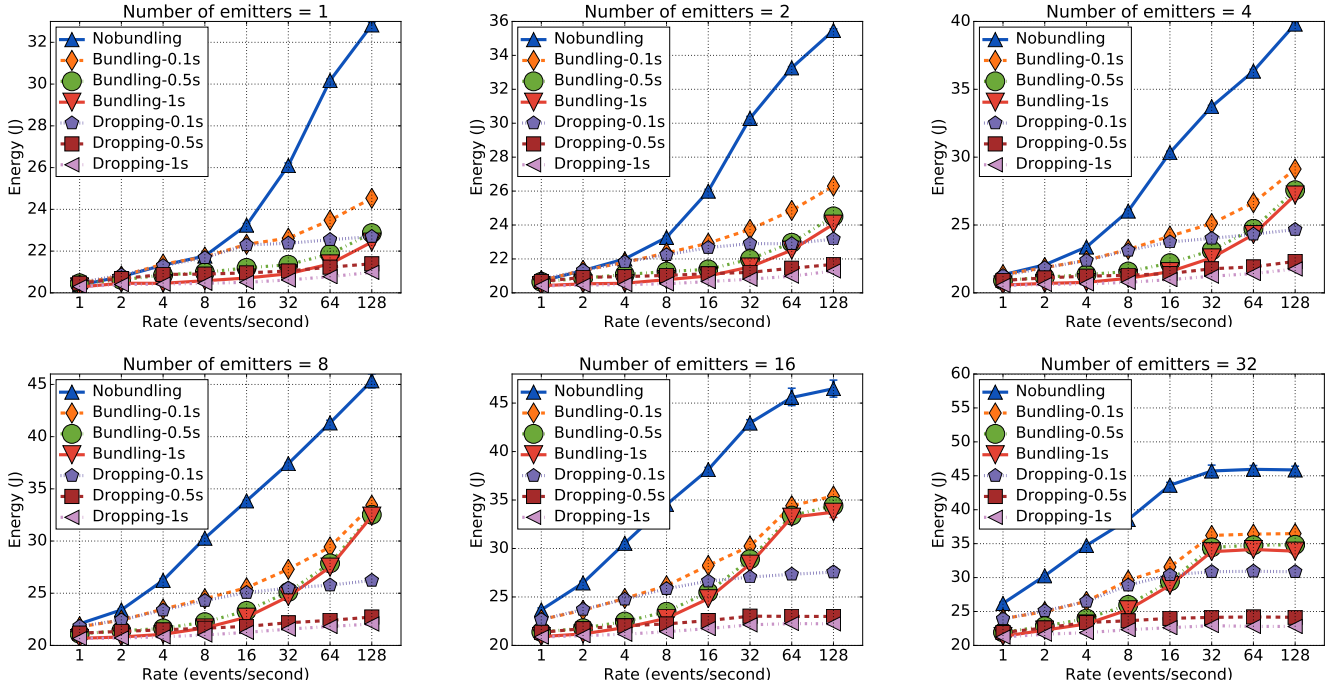 Number of emitters = 1
Energy (J)
32
30
28
26
24
22
20
Nobundling
Bundling-0.1s
Bundling-0.5s
Bundling-1s
Dropping-0.1s
Dropping-0.5s
Dropping-1s
1 2 4 8 16 32 64 128
Rate (events/second)
Number of emitters = 2
Energy (J)
36
34
32
30
28
26
24
22
20
Nobundling
Bundling-0.1s
Bundling-0.5s
Bundling-1s
Dropping-0.1s
Dropping-0.5s
Dropping-1s
1 2 4 8 16 32 64 128
Rate (events/second)
Number of emitters = 4
Energy (J)
40
35
30
25
20
Nobundling
Bundling-0.1s
Bundling-0.5s
Bundling-1s
Dropping-0.1s
Dropping-0.5s
Dropping-1s
1 2 4 8 16 32 64 128
Rate (events/second)
Number of emitters = 8
Energy (J)
45
40
35
30
25
20
Nobundling
Bundling-0.1s
Bundling-0.5s
Bundling-1s
Dropping-0.1s
Dropping-0.5s
Dropping-1s
1 2 4 8 16 32 64 128
Rate (events/second)
Number of emitters = 16
Energy (J)
45
40
35
30
25
20
Nobundling
Bundling-0.1s
Bundling-0.5s
Bundling-1s
Dropping-0.1s
Dropping-0.5s
Dropping-1s
1 2 4 8 16 32 64 128
Rate (events/second)
Number of emitters = 32
Energy (J)
60
55
50
45
40
35
30
25
20
Nobundling
Bundling-0.1s
Bundling-0.5s
Bundling-1s
Dropping-0.1s
Dropping-0.5s
Dropping-1s
1 2 4 8 16 32 64 128
Rate (events/second)